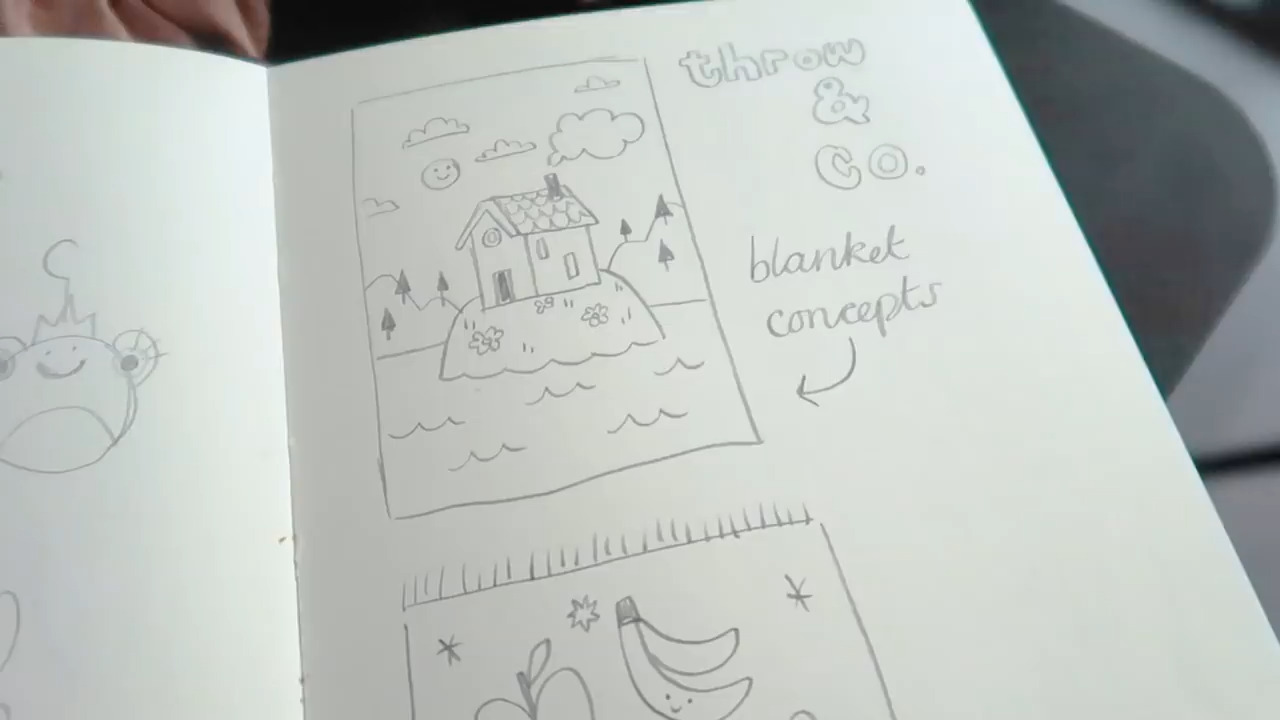 throw
&
co.
blanket
concepts